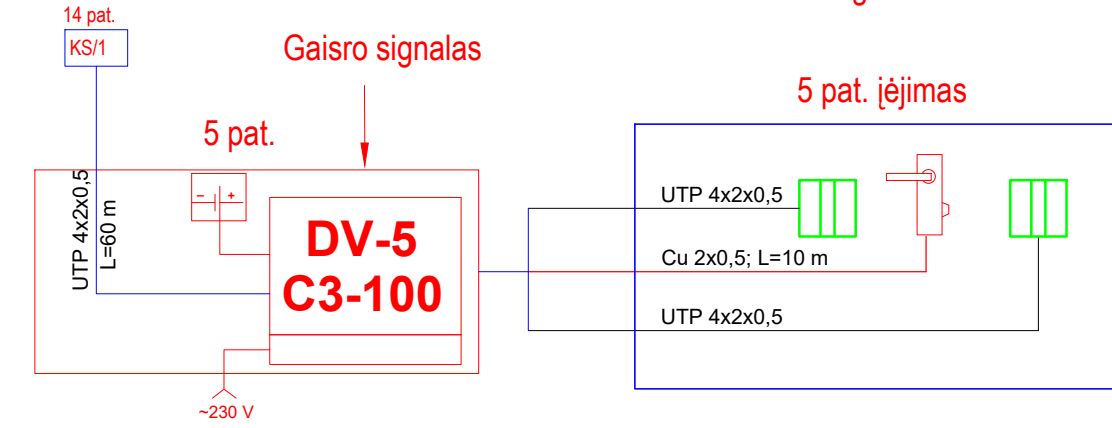 14 pat.
KS/1
Gaisro signalas
5 pat.
5 pat. įėjimas
UTP 4x2x0,5
L=60 m
DV-5
C3-100
~230 V
UTP 4x2x0,5
Cu 2x0,5; L=10 m
UTP 4x2x0,5